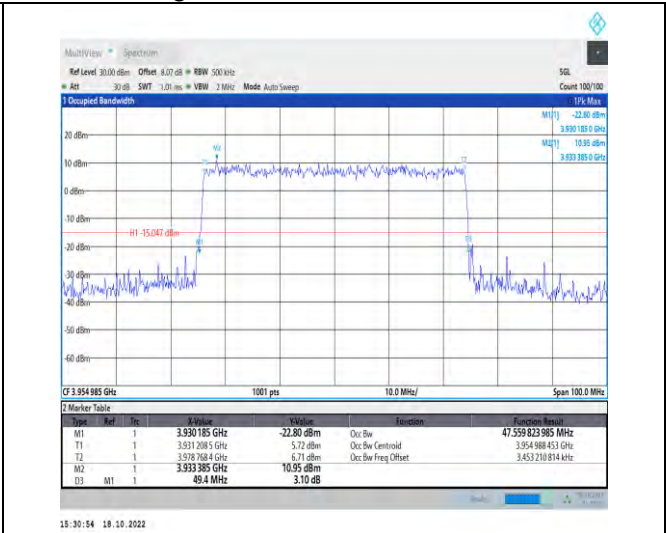 MultiView Spectrum
Ref Level 30.00 dBm Offset 8.07 dB RBW 500 kHz SGL
Att 30 dB SWT 1.01 ms VBW 2 MHz Mode Auto Sweep Count 100/100
1 Occupied Bandwidth 1Pk Max
M1[1] -22.80 dBm
3.930 185 0 GHz
M2[1] 10.95 dBm
3.933 385 0 GHz
20 dBm
M2
T1 T2
10 dBm
0 dBm
-10 dBm
H1 -15.047 dBm
M1 D3
-20 dBm
-30 dBm
-40 dBm
-50 dBm
-60 dBm
CF 3.954 985 GHz 1001 pts 10.0 MHz/ Span 100.0 MHz
2 Marker Table
Type Ref Trc X-Value Y-Value Function Function Result
M1 1 3.930 185 GHz -22.80 dBm Occ Bw 47.559 823 985 MHz
T1 1 3.931 208 5 GHz 5.72 dBm Occ Bw Centroid 3.954 988 453 GHz
T2 1 3.978 768 4 GHz 6.71 dBm Occ Bw Freq Offset 3.453 210 814 kHz
M2 1 3.933 385 GHz 10.95 dBm
D3 M1 1 49.4 MHz 3.10 dB
15:30:54 18.10.2022